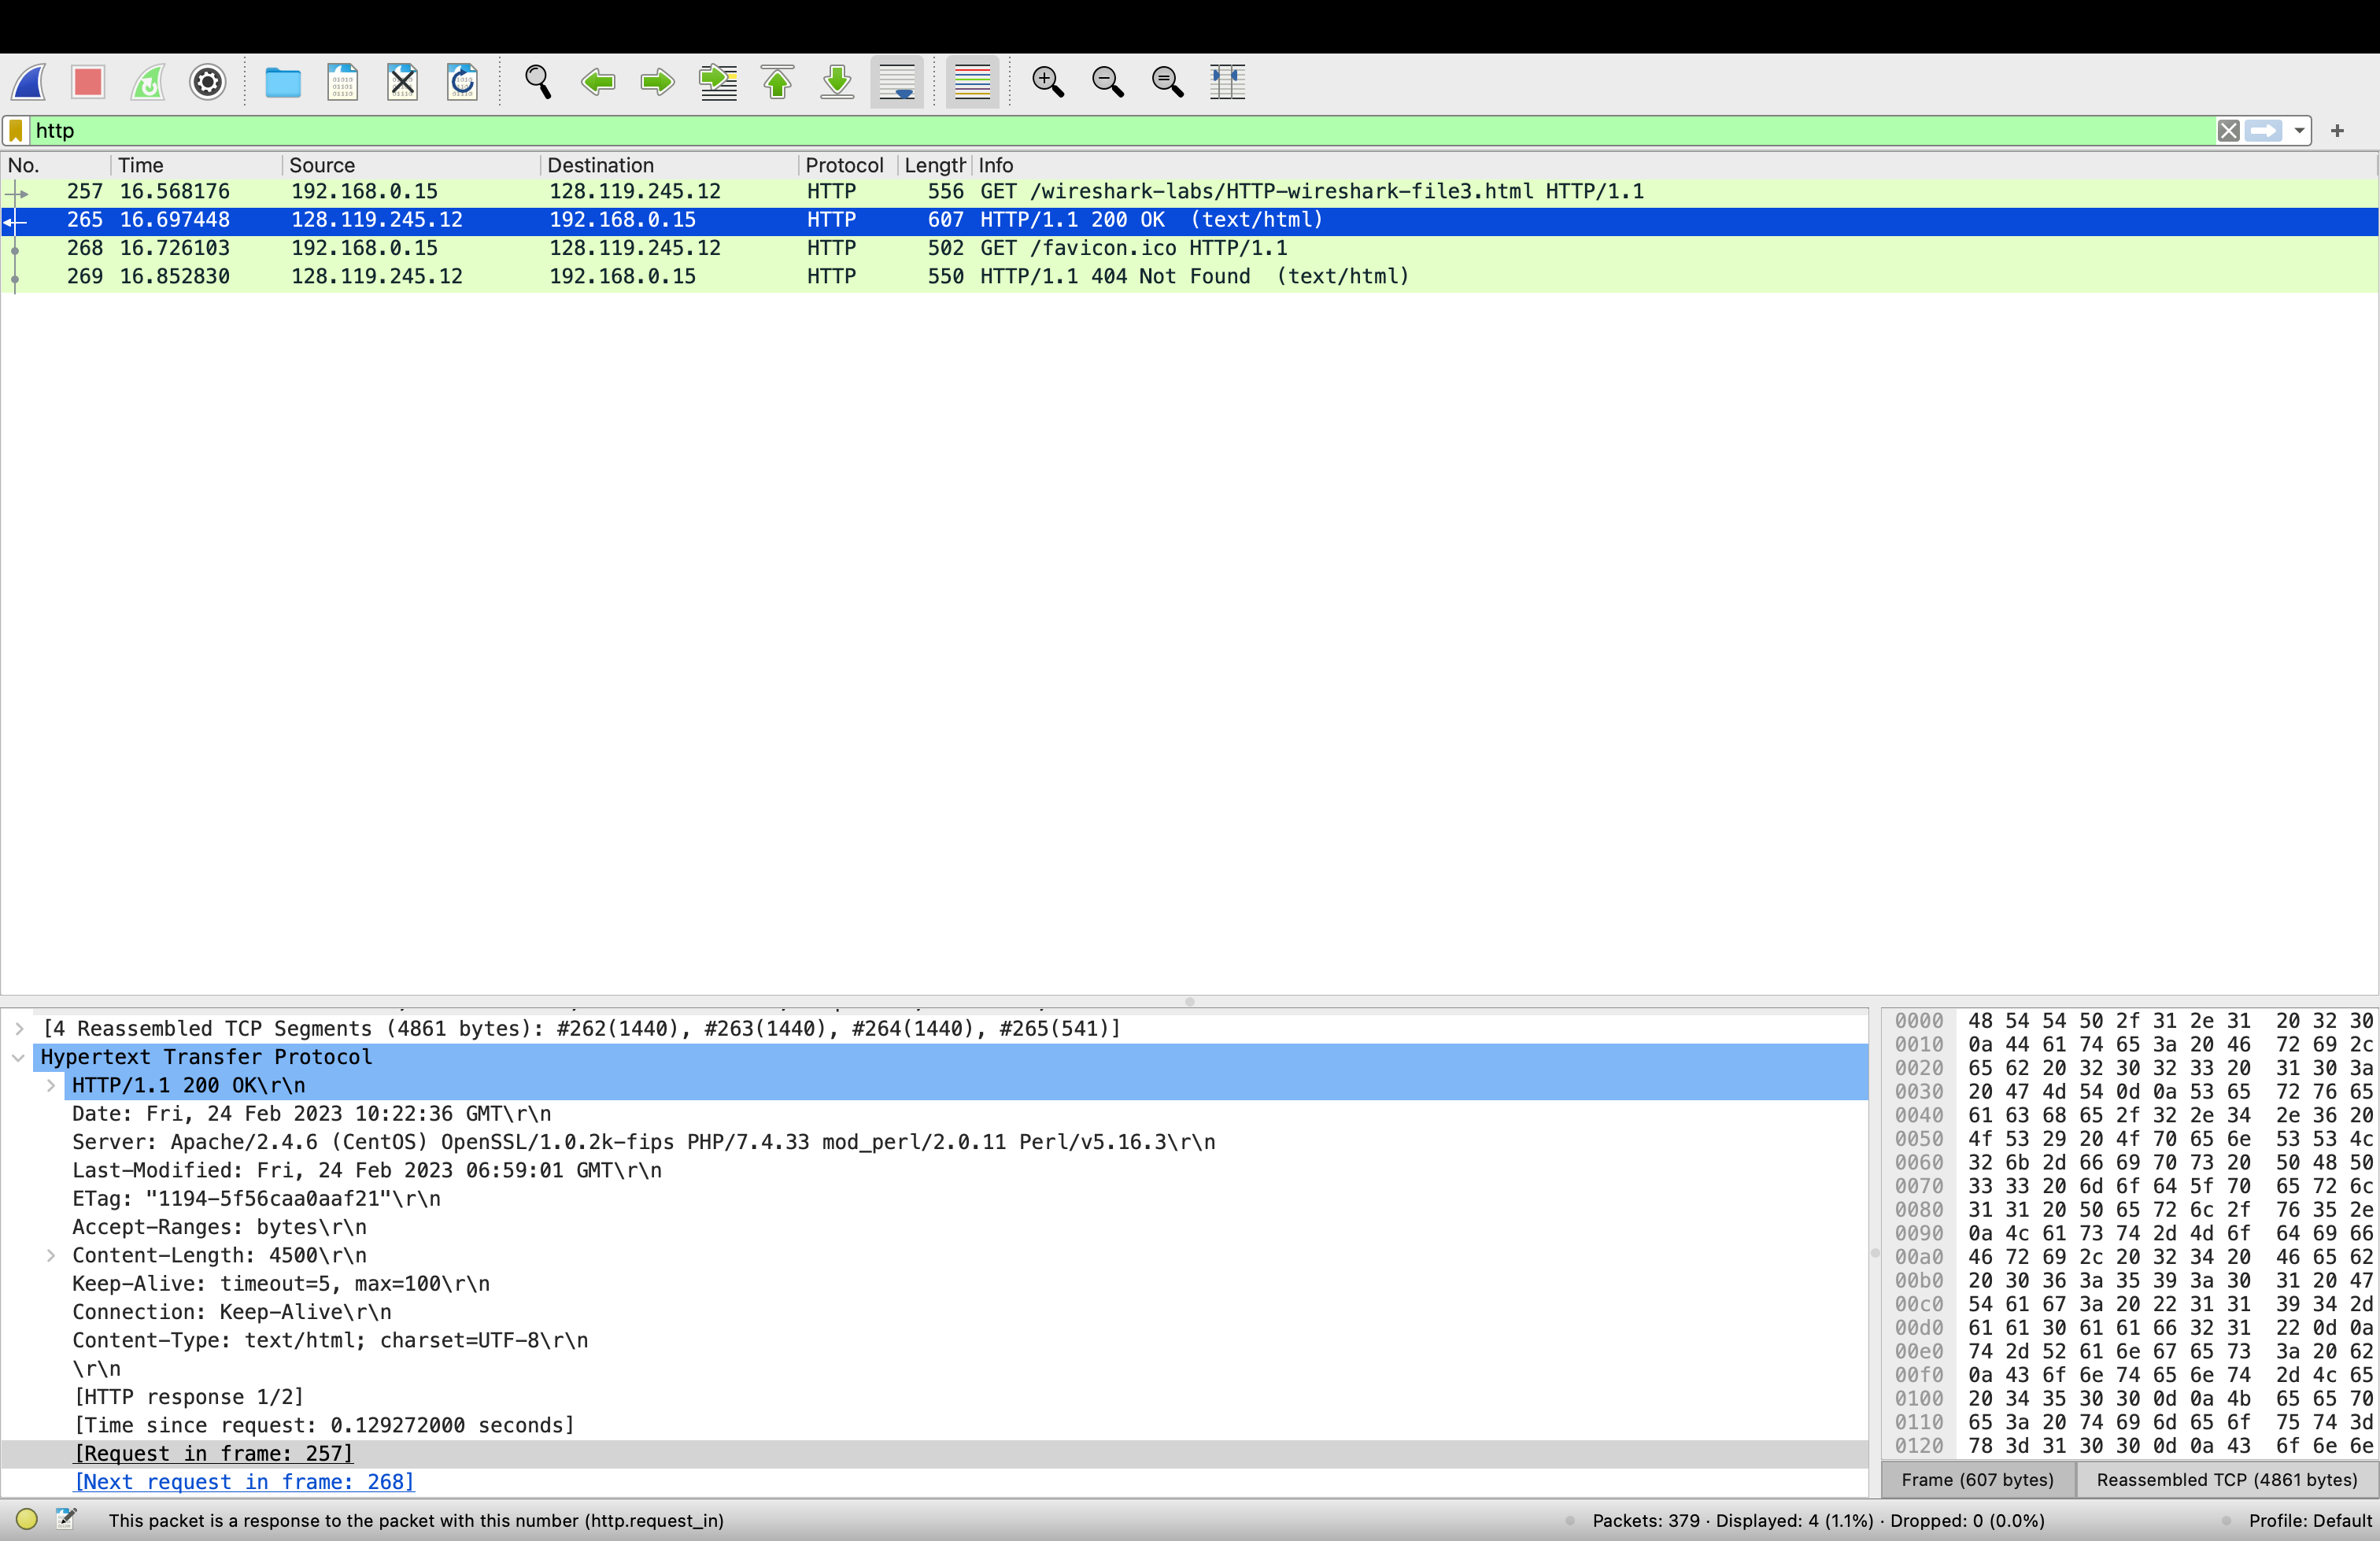 http
No. Time Source Destination Protocol Length Info
257 16.568176 192.168.0.15 128.119.245.12 HTTP 556 GET /wireshark-labs/HTTP-wireshark-file3.html HTTP/1.1
265 16.697448 128.119.245.12 192.168.0.15 HTTP 607 HTTP/1.1 200 OK (text/html)
268 16.726103 192.168.0.15 128.119.245.12 HTTP 502 GET /favicon.ico HTTP/1.1
269 16.852830 128.119.245.12 192.168.0.15 HTTP 550 HTTP/1.1 404 Not Found (text/html)
[4 Reassembled TCP Segments (4861 bytes): #262(1440), #263(1440), #264(1440), #265(541)]
Hypertext Transfer Protocol
HTTP/1.1 200 OK\r\n
Date: Fri, 24 Feb 2023 10:22:36 GMT\r\n
Server: Apache/2.4.6 (CentOS) OpenSSL/1.0.2k-fips PHP/7.4.33 mod_perl/2.0.11 Perl/v5.16.3\r\n
Last-Modified: Fri, 24 Feb 2023 06:59:01 GMT\r\n
ETag: "1194-5f56caa0aaf21"\r\n
Accept-Ranges: bytes\r\n
Content-Length: 4500\r\n
Keep-Alive: timeout=5, max=100\r\n
Connection: Keep-Alive\r\n
Content-Type: text/html; charset=UTF-8\r\n
\r\n
[HTTP response 1/2]
[Time since request: 0.129272000 seconds]
[Request in frame: 257]
[Next request in frame: 268]
0000 48 54 54 50 2f 31 2e 31 20 32 30
0010 0a 44 61 74 65 3a 20 46 72 69 2c
0020 65 62 20 32 30 32 33 20 31 30 3a
0030 20 47 4d 54 0d 0a 53 65 72 76 65
0040 61 63 68 65 2f 32 2e 34 2e 36 20
0050 4f 53 29 20 4f 70 65 6e 53 53 4c
0060 32 6b 2d 66 69 70 73 20 50 48 50
0070 33 33 20 6d 6f 64 5f 70 65 72 6c
0080 31 31 20 50 65 72 6c 2f 76 35 2e
0090 0a 4c 61 73 74 2d 4d 6f 64 69 66
00a0 46 72 69 2c 20 32 34 20 46 65 62
00b0 20 30 36 3a 35 39 3a 30 31 20 47
00c0 54 61 67 3a 20 22 31 31 39 34 2d
00d0 61 61 30 61 61 66 32 31 22 0d 0a
00e0 74 2d 52 61 6e 67 65 73 3a 20 62
00f0 0a 43 6f 6e 74 65 6e 74 2d 4c 65
0100 20 34 35 30 30 0d 0a 4b 65 65 70
0110 65 3a 20 74 69 6d 65 6f 75 74 3d
0120 78 3d 31 30 30 0d 0a 43 6f 6e 6e
Frame (607 bytes) Reassembled TCP (4861 bytes)
This packet is a response to the packet with this number (http.request_in) Packets: 379 · Displayed: 4 (1.1%) · Dropped: 0 (0.0%) Profile: Default